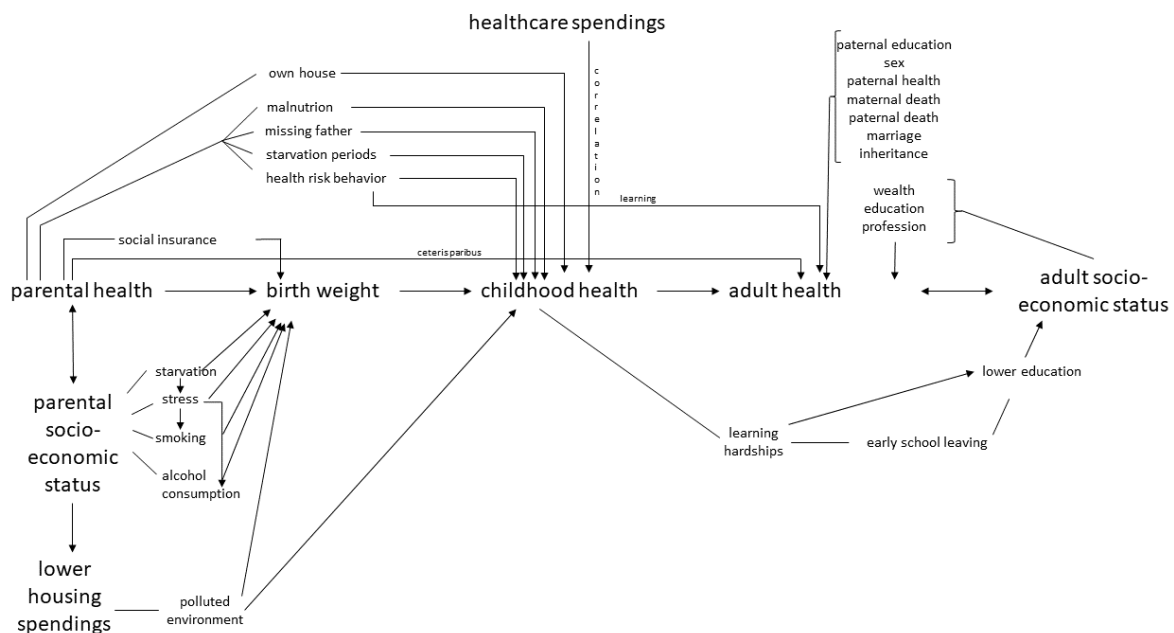 healthcare spendings
correlation
paternal education
sex
paternal health
maternal death
paternal death
marriage
inheritance
own house
malnutrion
missing father
starvation periods
health risk behavior
learning
wealth
education
profession
social insurance
ceteris paribus
parental health
birth weight
childhood health
adult health
adult socio-
economic status
starvation
stress
smoking
alcohol
consumption
parental
socio-
economic
status
lower education
learning
hardships
early school leaving
lower
housing
spendings
polluted
environment